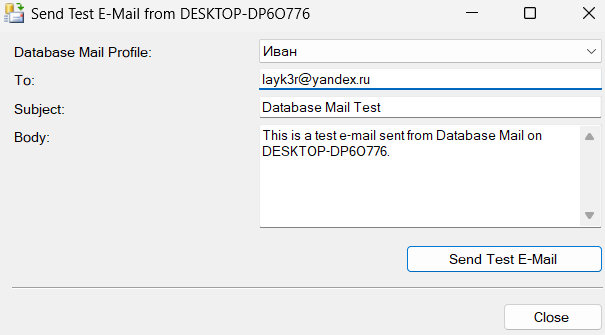 Send Test E-Mail from DESKTOP-DP6O776
Database Mail Profile: Иван
To: layk3r@yandex.ru
Subject: Database Mail Test
Body: This is a test e-mail sent from Database Mail on
DESKTOP-DP6O776.
Send Test E-Mail
Close